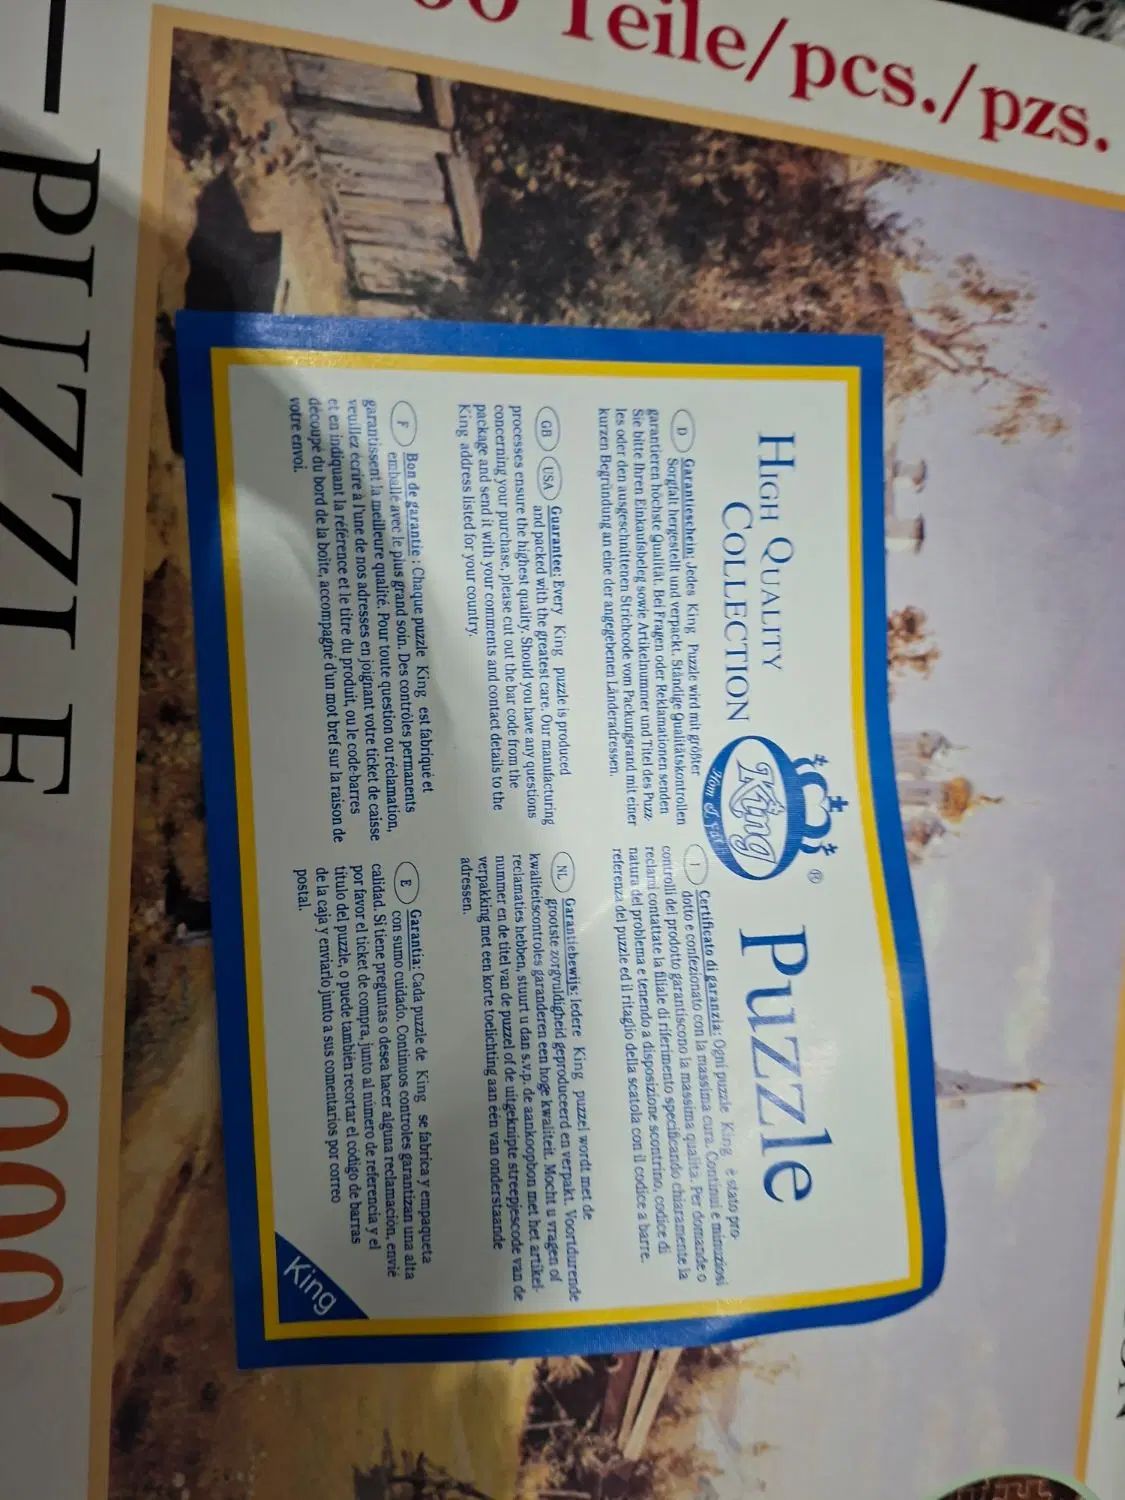 Teile/pcs./pzs.
PUZZLE 2000
HIGH QUALITY
COLLECTION
King
®
Puzzle
D Garantieschein: Jedes King Puzzle wird mit größter
Sorgfalt hergestellt und verpackt. Ständige Qualitätskontrollen
garantieren höchste Qualität. Bei Fragen oder Reklamationen senden
Sie bitte Ihren Einkaufsbeleg sowie Artikelnummer und Titel des Puzz-
les oder den ausgeschnittenen Strichcode vom Packungsrand mit einer
kurzen Begründung an eine der angegebenen Länderadressen.
GB USA Guarantee: Every King puzzle is produced
and packed with the greatest care. Our manufacturing
processes ensure the highest quality. Should you have any questions
concerning your purchase, please cut out the bar code from the
package and send it with your comments and contact details to the
King address listed for your country.
F Bon de garantie : Chaque puzzle King est fabriqué et
emballé avec le plus grand soin. Des contrôles permanents
garantissent la meilleure qualité. Pour toute question ou réclamation,
veuillez écrire à l'une de nos adresses en joignant votre ticket de caisse
et en indiquant la référence et le titre du produit, ou le code-barres
découpé du bord de la boîte, accompagné d'un mot bref sur la raison de
votre envoi.
I Certificato di garanzia: Ogni puzzle King è stato pro-
dotto e confezionato con la massima cura. Continui e minuziosi
controlli del prodotto garantiscono la massima qualita. Per domande o
reclami contattate la filiale di riferimento specificando chiaramente la
natura del problema e tenendo a disposizione scontrino, codice di
referenza del puzzle ed il ritaglio della scatola con il codice a barre.
NL Garantiebewijs: Iedere King puzzel wordt met de
grootste zorgvuldigheid geproduceerd en verpakt. Voortdurende
kwaliteitscontroles garanderen een hoge kwaliteit. Mocht u vragen of
reclamaties hebben, stuurt u dan s.v.p. de aankoopbon met het artikel-
nummer en de titel van de puzzel of de uitgeknipte streepjescode van de
verpakking met een korte toelichting aan één van onderstaande
adressen.
E Garantía: Cada puzzle de King se fabrica y empaqueta
con sumo cuidado. Continuos controles garantizan una alta
calidad. Si tiene preguntas o desea hacer alguna reclamación, envíe
por favor el ticket de compra, junto al número de referencia y el
título del puzzle, o puede también recortar el código de barras
de la caja y enviarlo junto a sus comentarios por correo
postal.
King